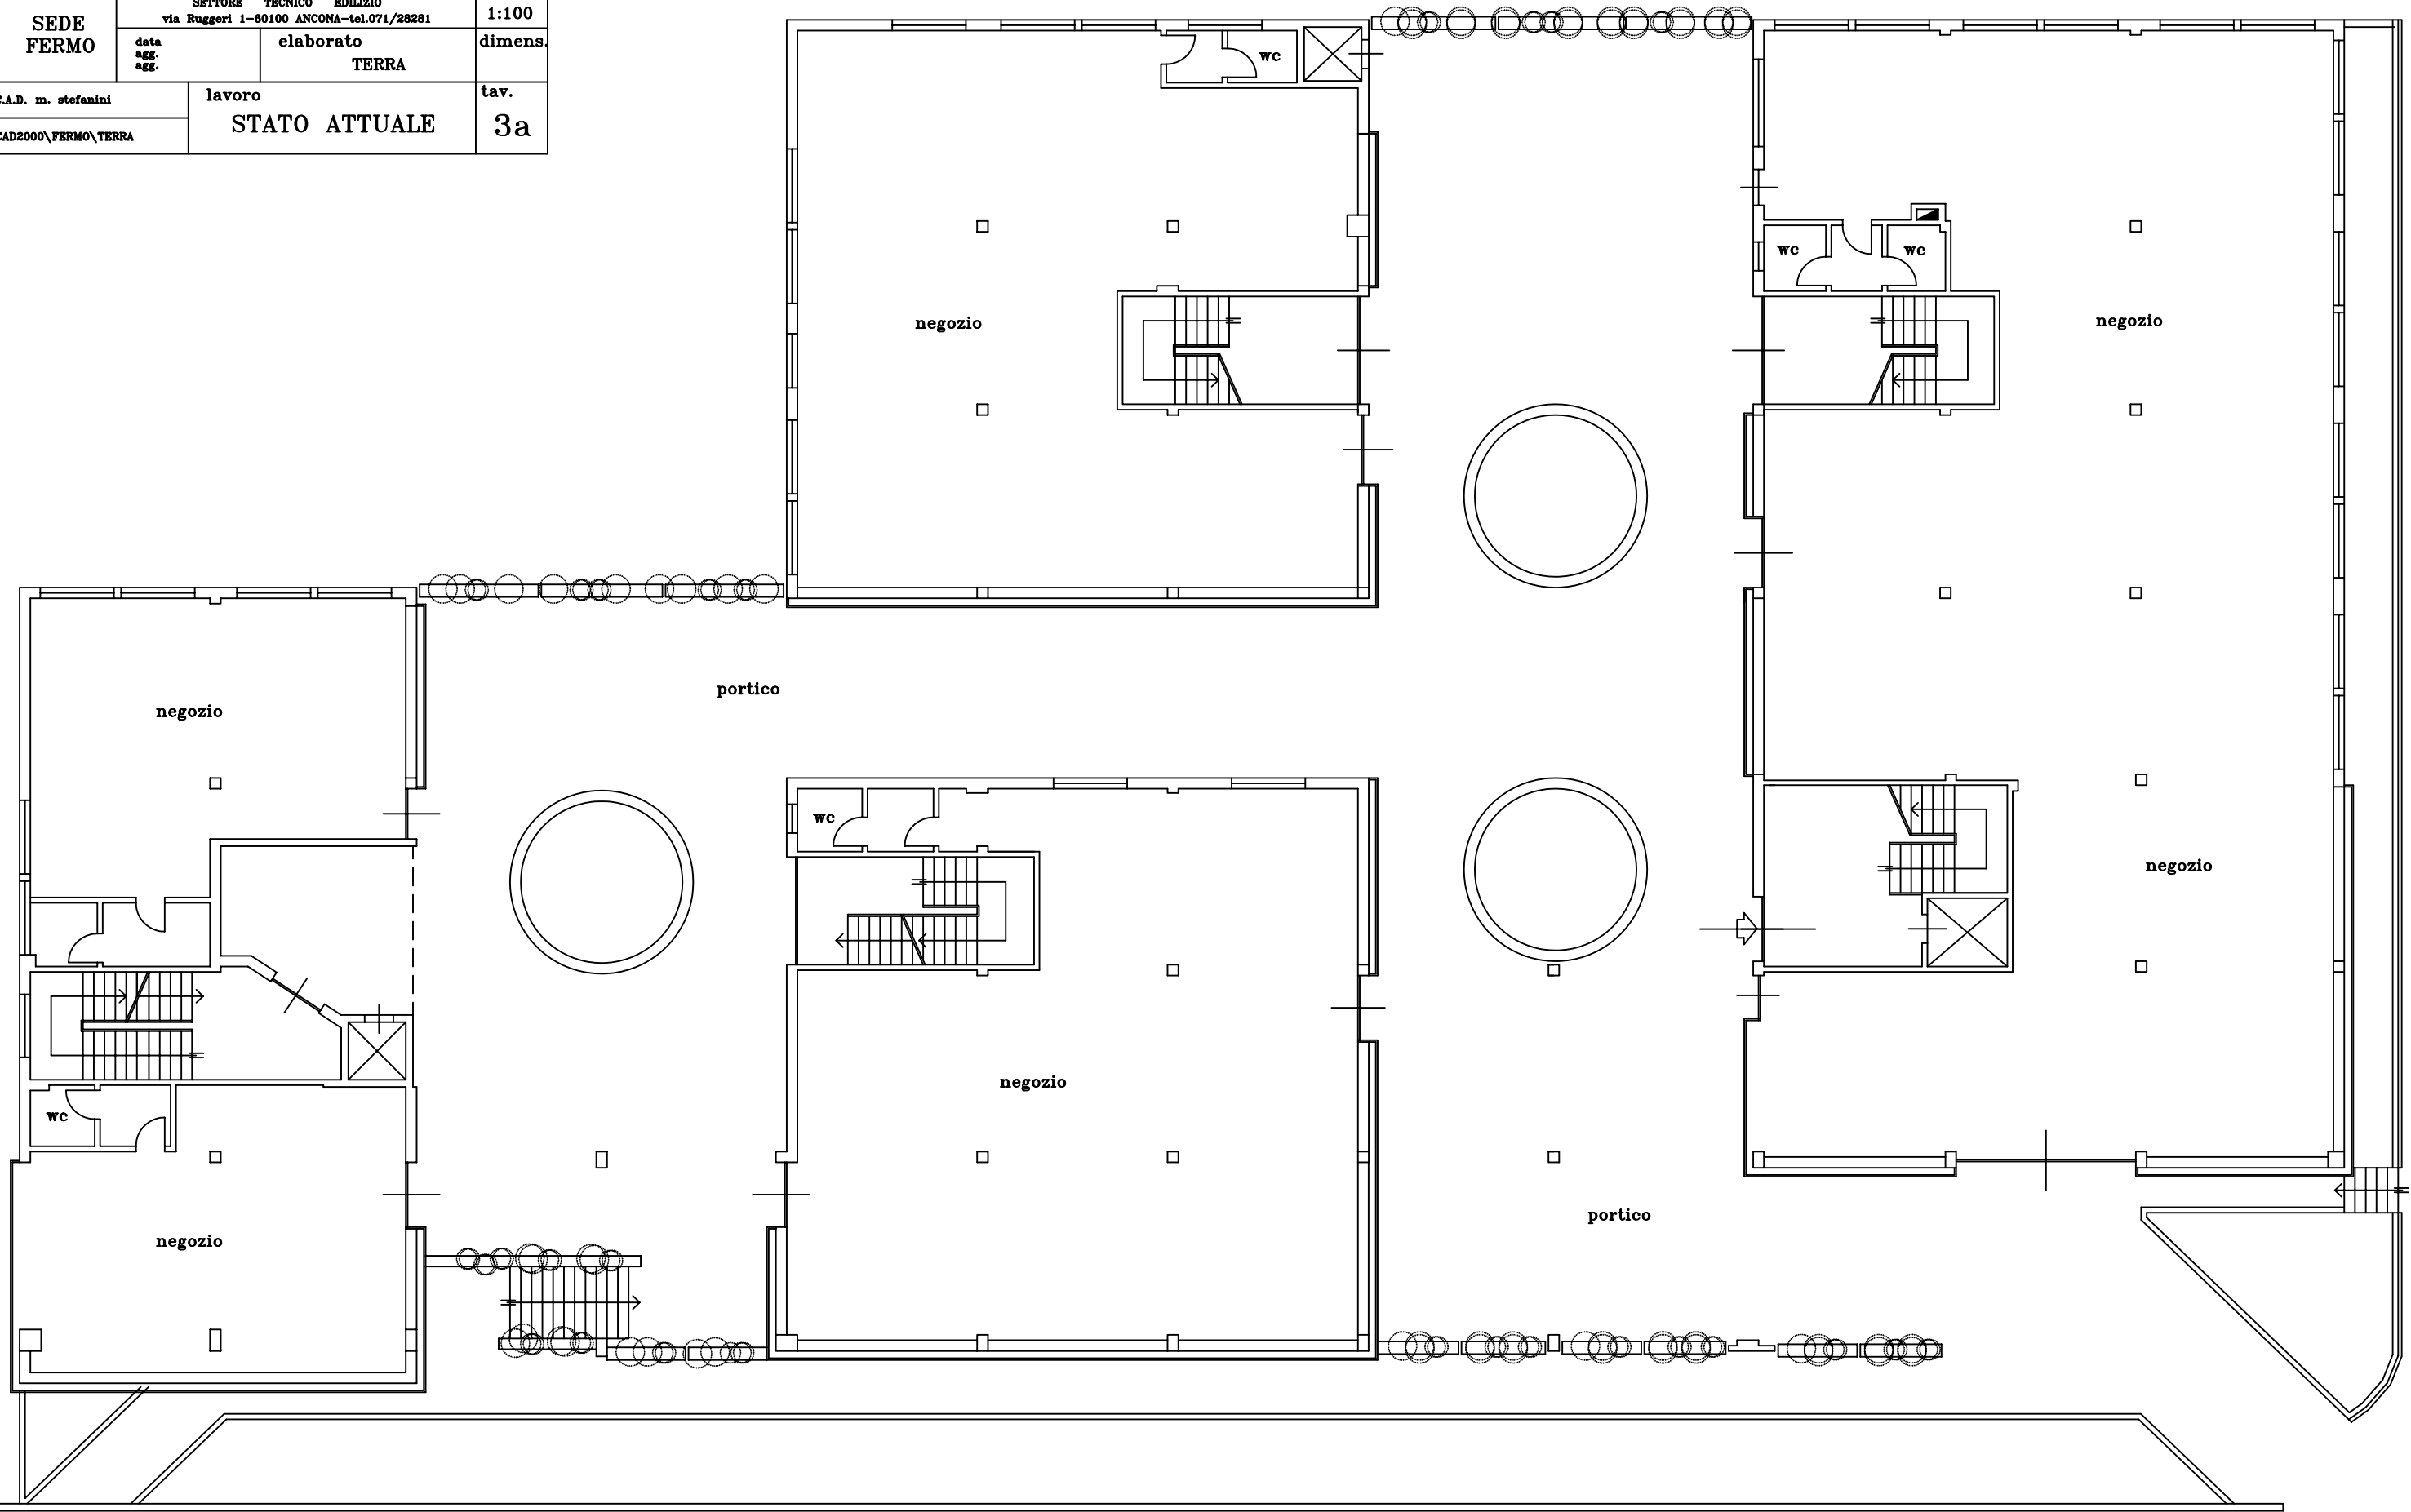 SETTORE TECNICO EDILIZIO
via Ruggeri 1-60100 ANCONA-tel.071/28281
1:100
SEDE
FERMO
data
agg.
agg.
elaborato
TERRA
dimens.
C.A.D. m. stefanini
CAD2000\FERMO\TERRA
lavoro
STATO ATTUALE
tav.
3a
wc
wc
wc
negozio
negozio
portico
negozio
wc
negozio
negozio
wc
portico
negozio